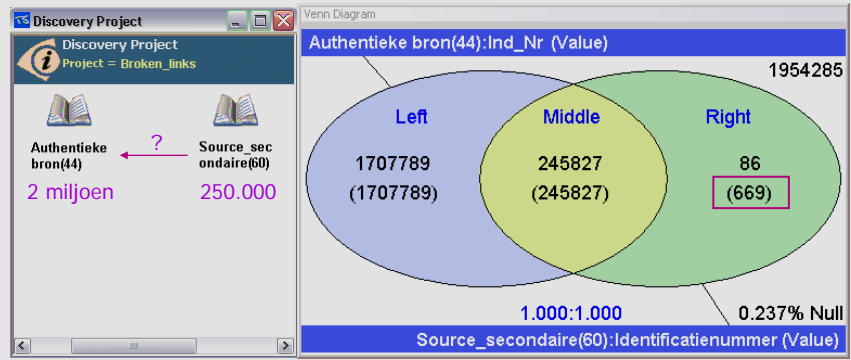 Discovery Project
Discovery Project
Project = Broken_links
?
Authentieke
bron(44)
Source_sec
ondaire(60)
2 miljoen
250.000
Venn Diagram
Authentieke bron(44):Ind_Nr (Value)
1954285
Left
Middle
Right
1707789
245827
86
(1707789)
(245827)
(669)
1.000:1.000
0.237% Null
Source_secondaire(60):Identificatienummer (Value)